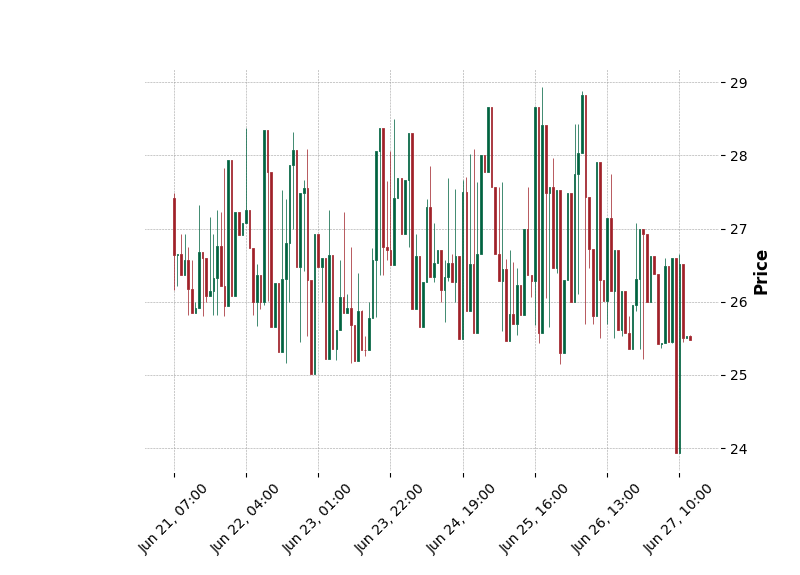 29
28
27
26
25
24
Price
Jun 21, 07:00
Jun 22, 04:00
Jun 23, 01:00
Jun 23, 22:00
Jun 24, 19:00
Jun 25, 16:00
Jun 26, 13:00
Jun 27, 10:00